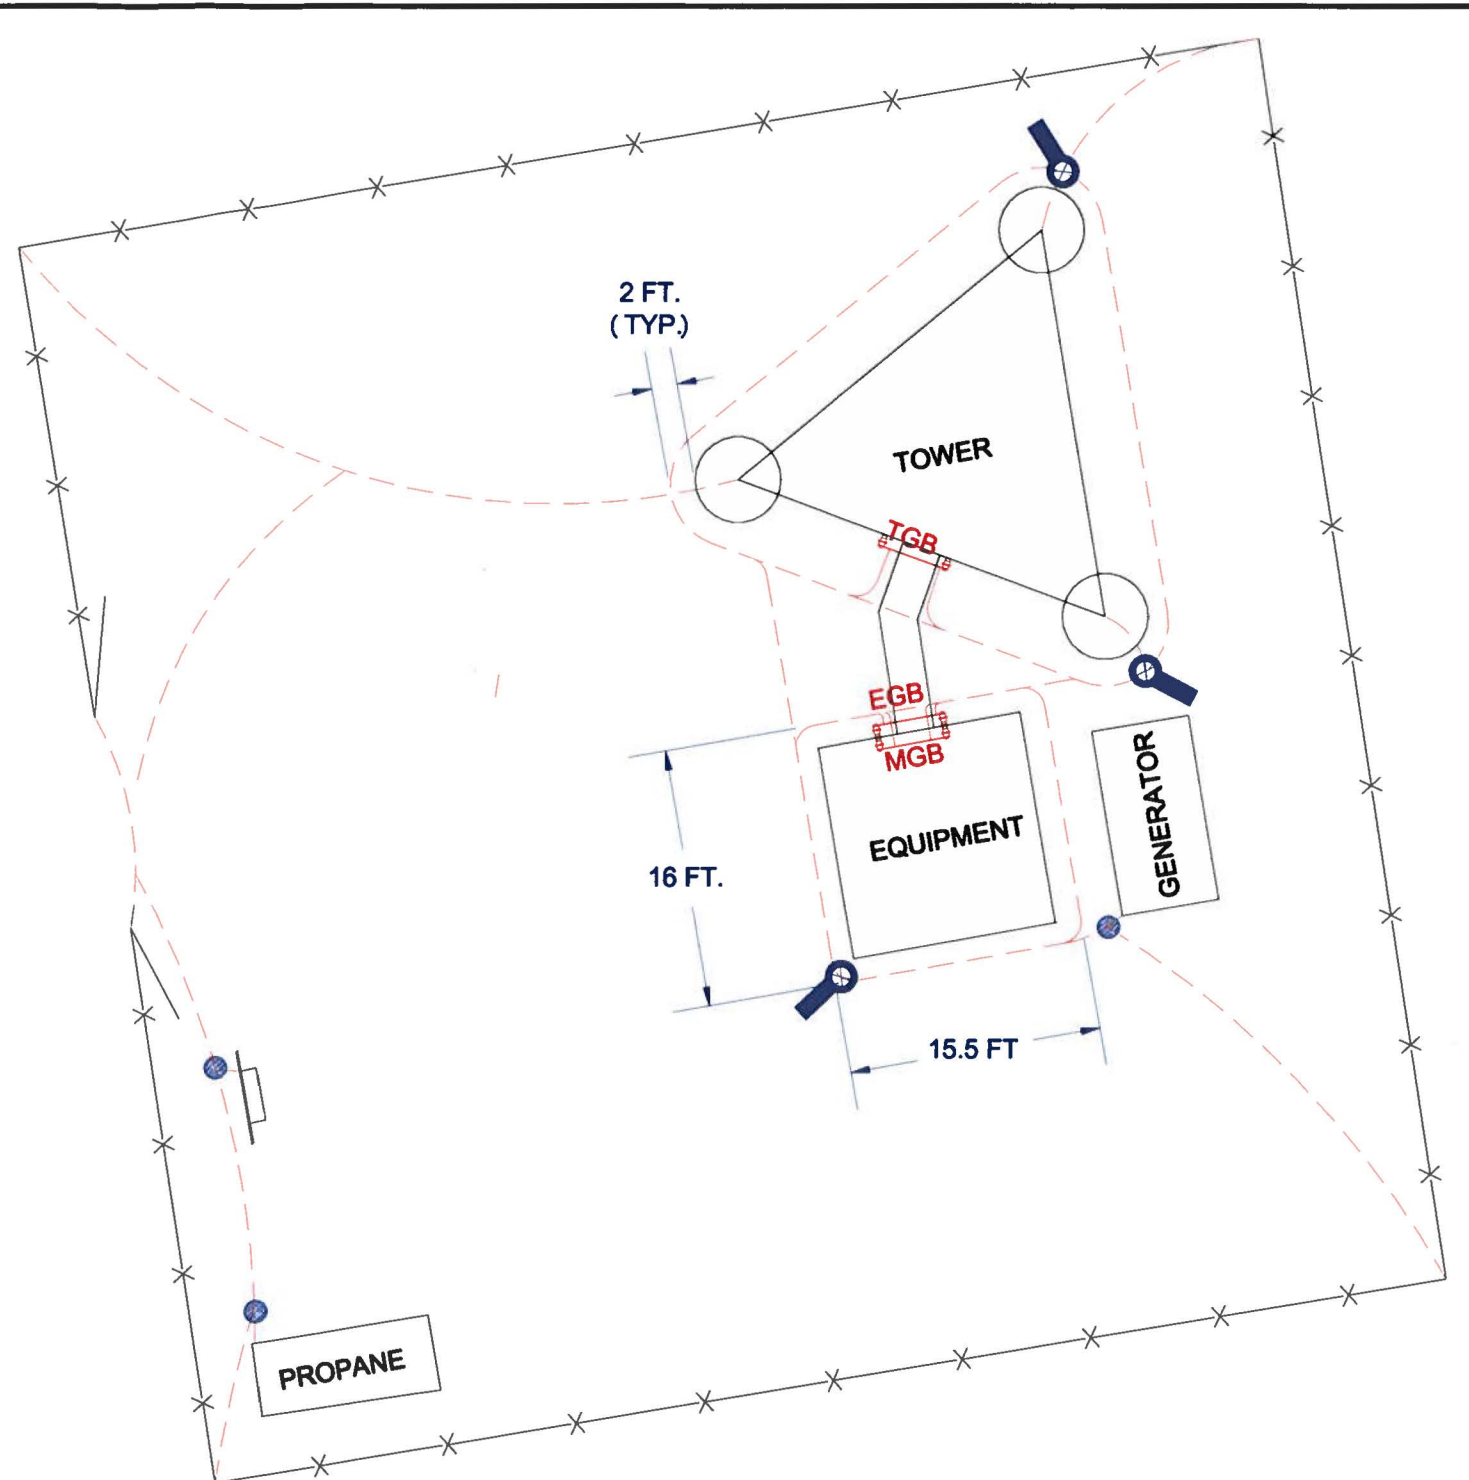 2 FT.
( TYP.)
TOWER
TGB
EGB
MGB
EQUIPMENT
GENERATOR
16 FT.
15.5 FT
PROPANE